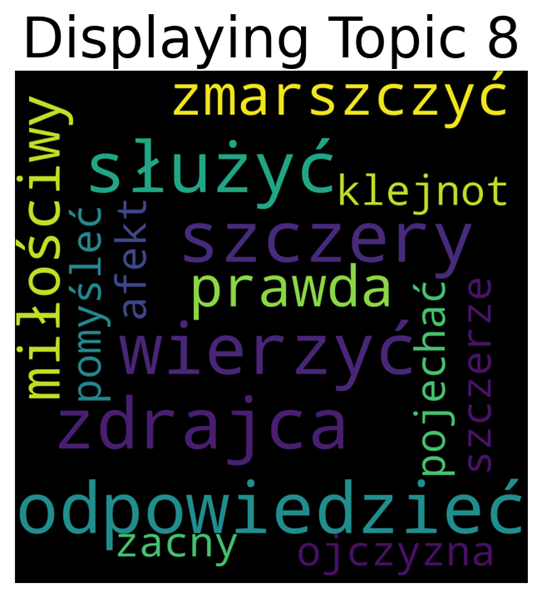 Displaying Topic 8
zmarszczyć
miłościwy
służyć
klejnot
pomyśleć
afekt
szczery
prawda
pojechać
szczerze
wierzyć
zdrajca
odpowiedzieć
zacny
ojczyzna